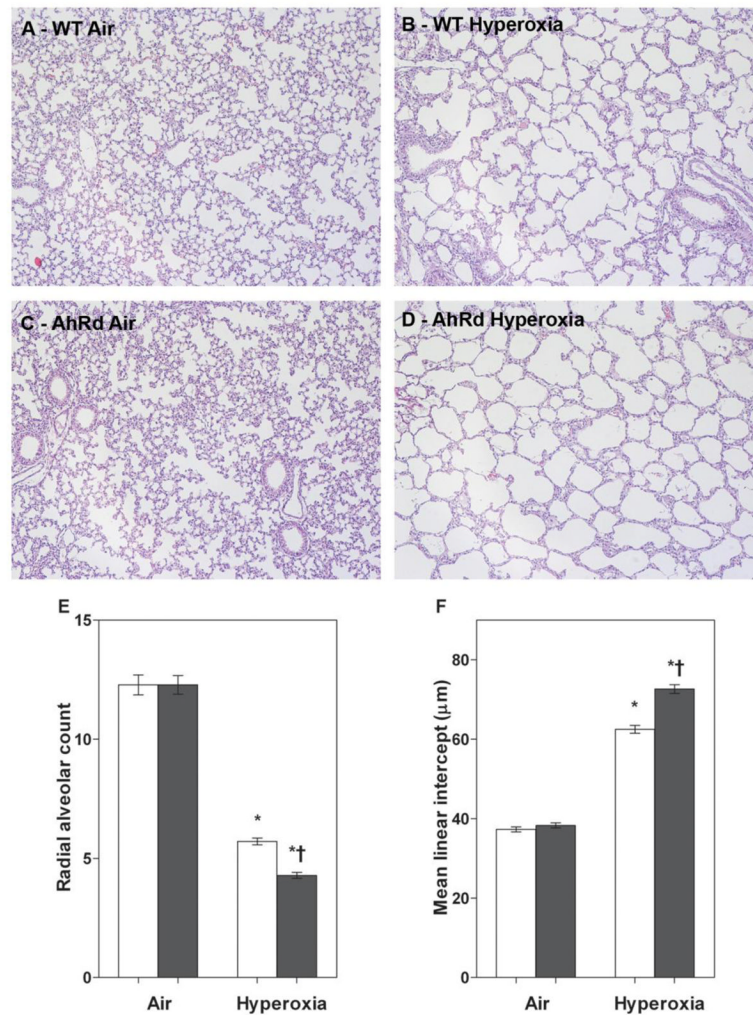 A - WT Air
B - WT Hyperoxia
C - AhRd Air
D - AhRd Hyperoxia
E
15
10
5
0
Radial alveolar count
*
*†
Air
Hyperoxia
F
80
60
40
20
0
Mean linear intercept (μm)
*
*†
Air
Hyperoxia